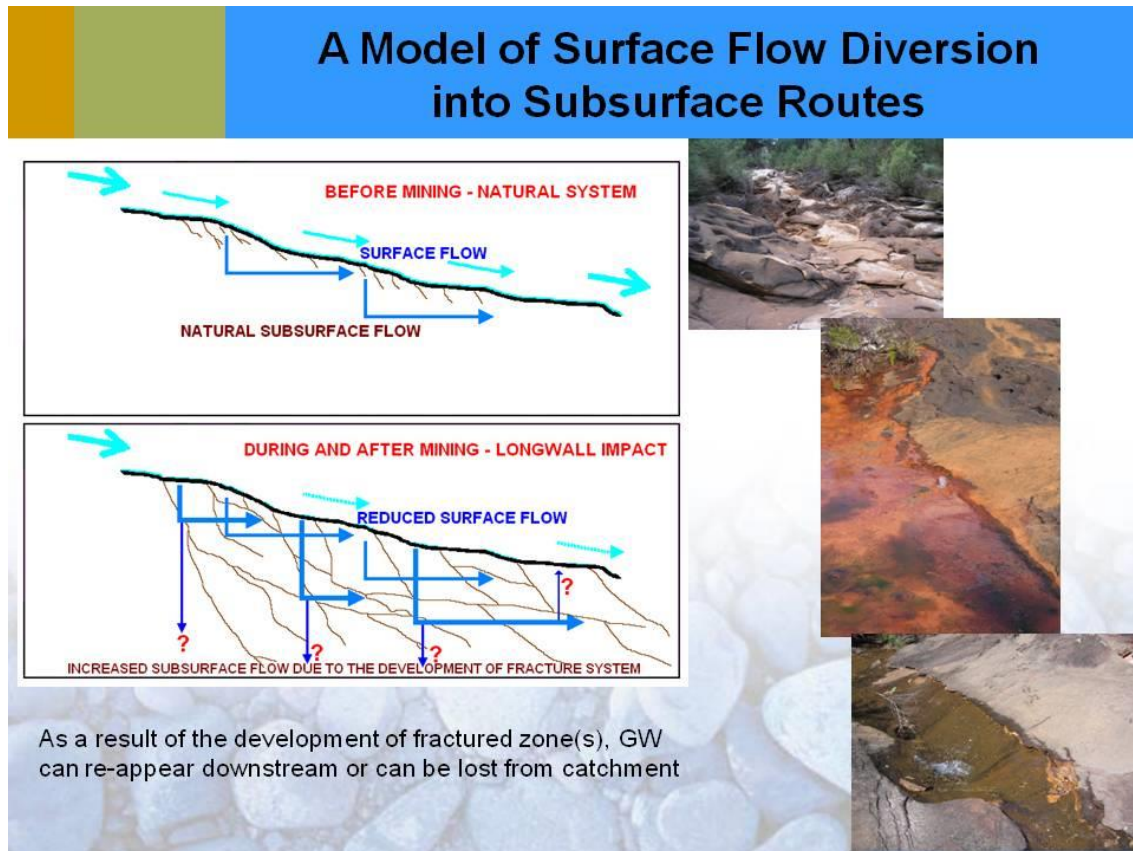 A Model of Surface Flow Diversion
into Subsurface Routes
BEFORE MINING - NATURAL SYSTEM
SURFACE FLOW
NATURAL SUBSURFACE FLOW
DURING AND AFTER MINING - LONGWALL IMPACT
REDUCED SURFACE FLOW
?
?
?
?
INCREASED SUBSURFACE FLOW DUE TO THE DEVELOPMENT OF FRACTURE SYSTEM
As a result of the development of fractured zone(s), GW
can re-appear downstream or can be lost from catchment